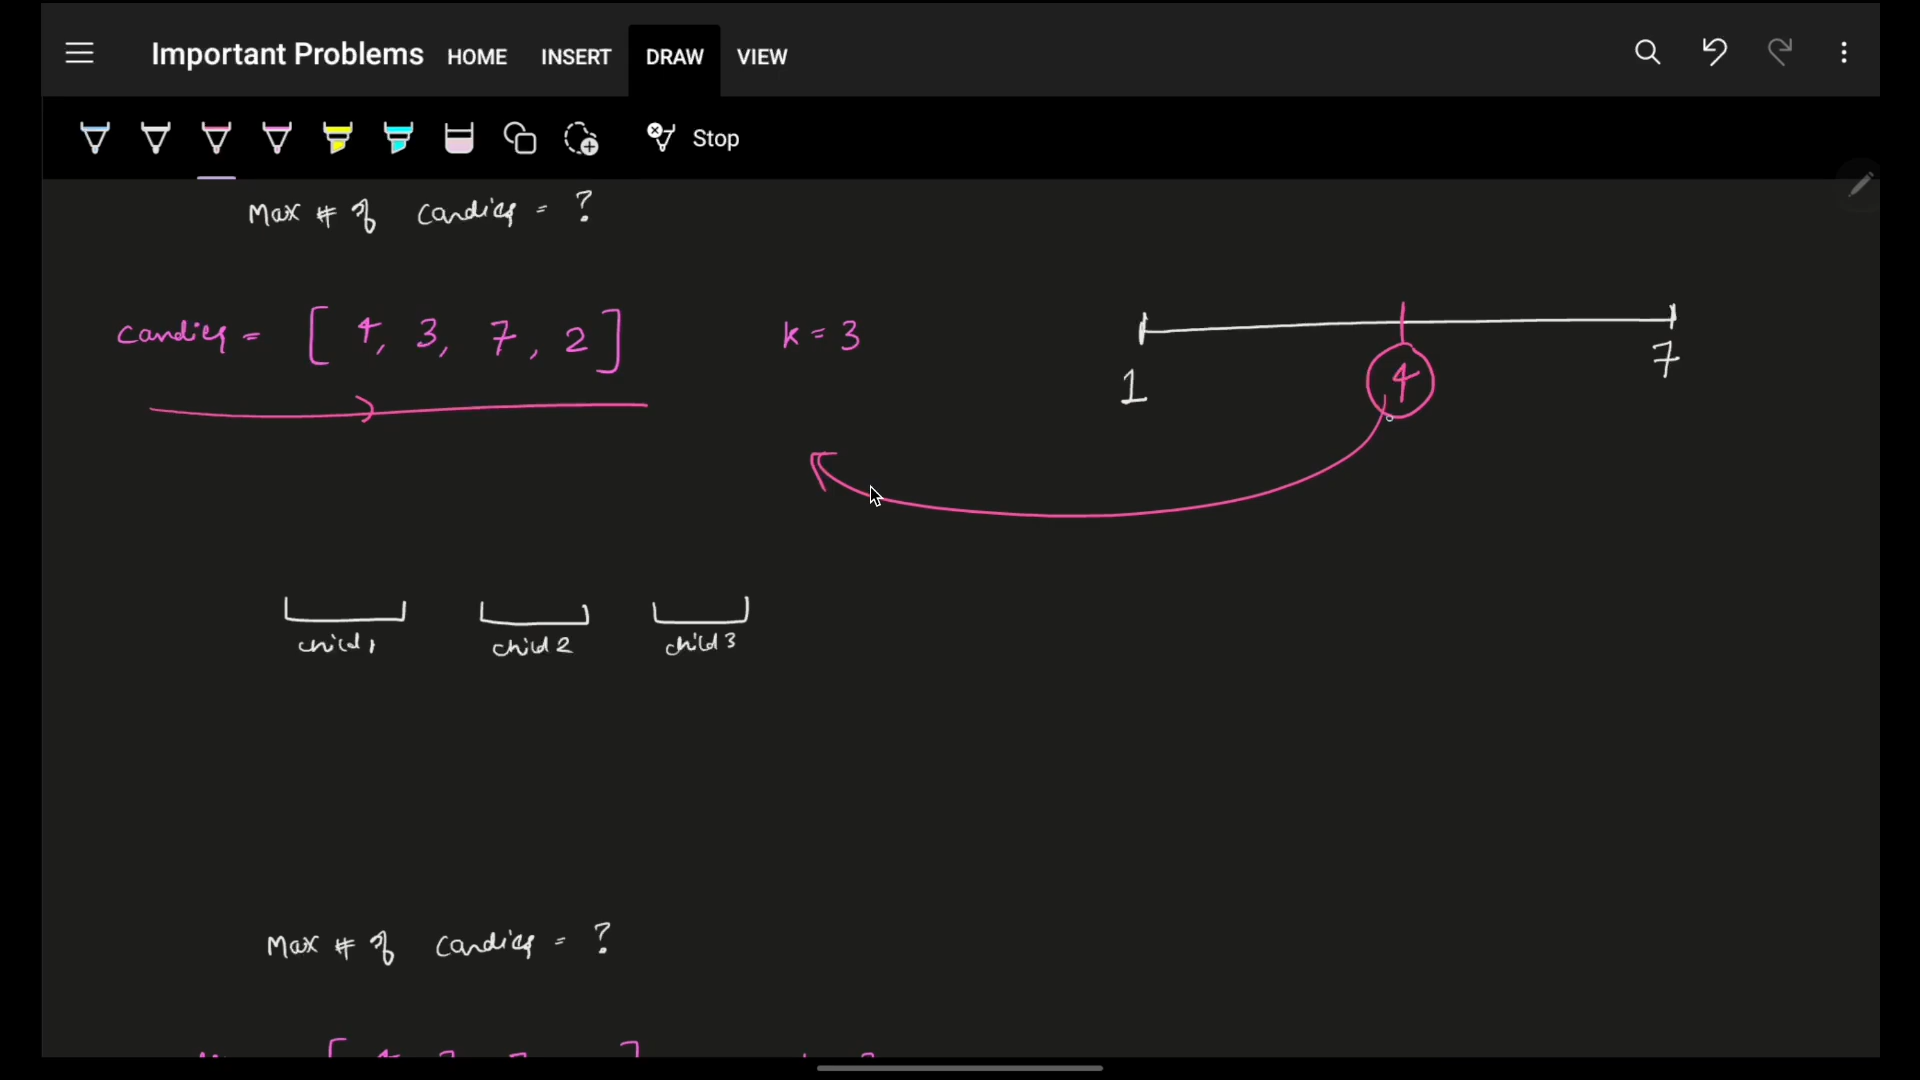 Important Problems HOME INSERT DRAW VIEW
Stop
Max # of candies = ?
candies = [ 4, 3, 7, 2 ] k = 3
1 4 7
child 1 child 2 child 3
Max # of candies = ?